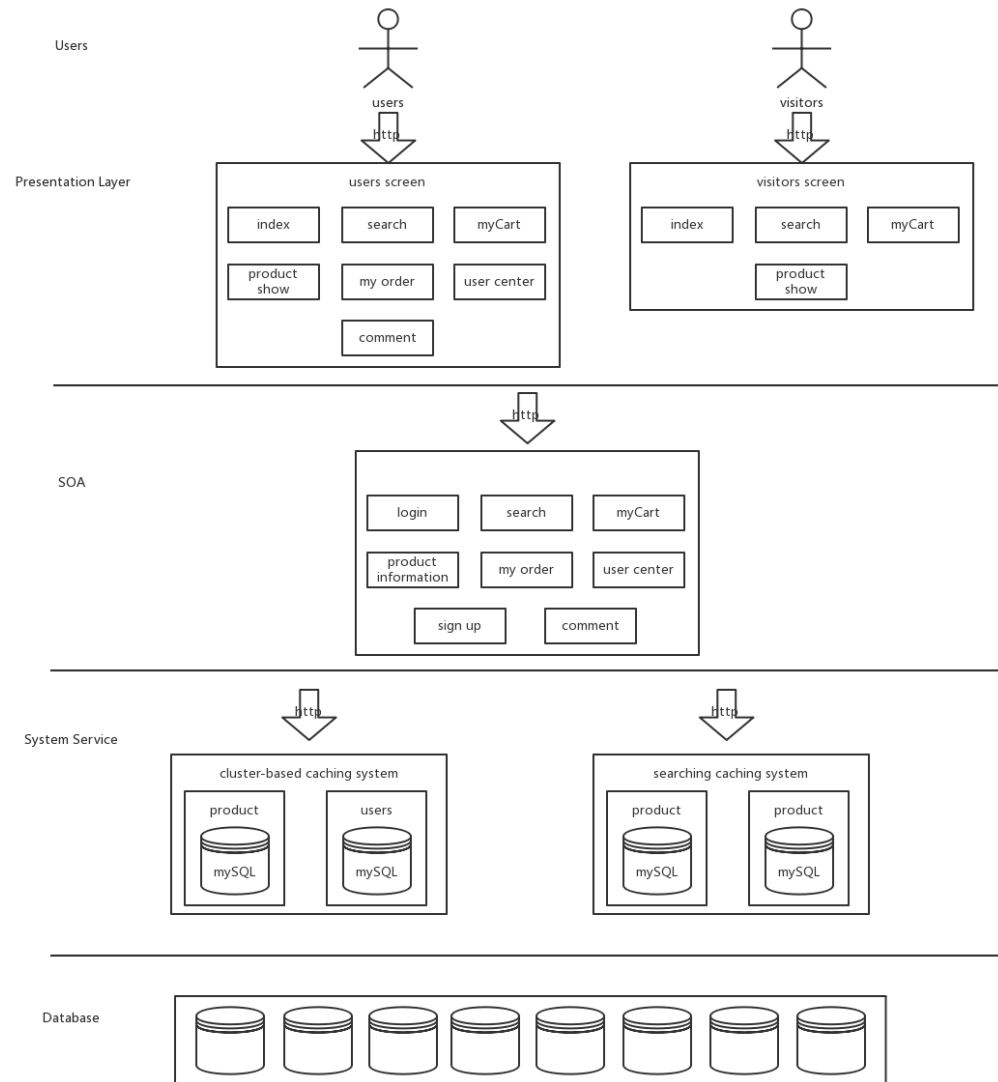 Users
users
visitors
http
http
Presentation Layer
users screen
index
search
myCart
product
show
my order
user center
comment
visitors screen
index
search
myCart
product
show
http
SOA
login
search
myCart
product
information
my order
user center
sign up
comment
http
http
System Service
cluster-based caching system
product
mySQL
users
mySQL
searching caching system
product
mySQL
product
mySQL
Database